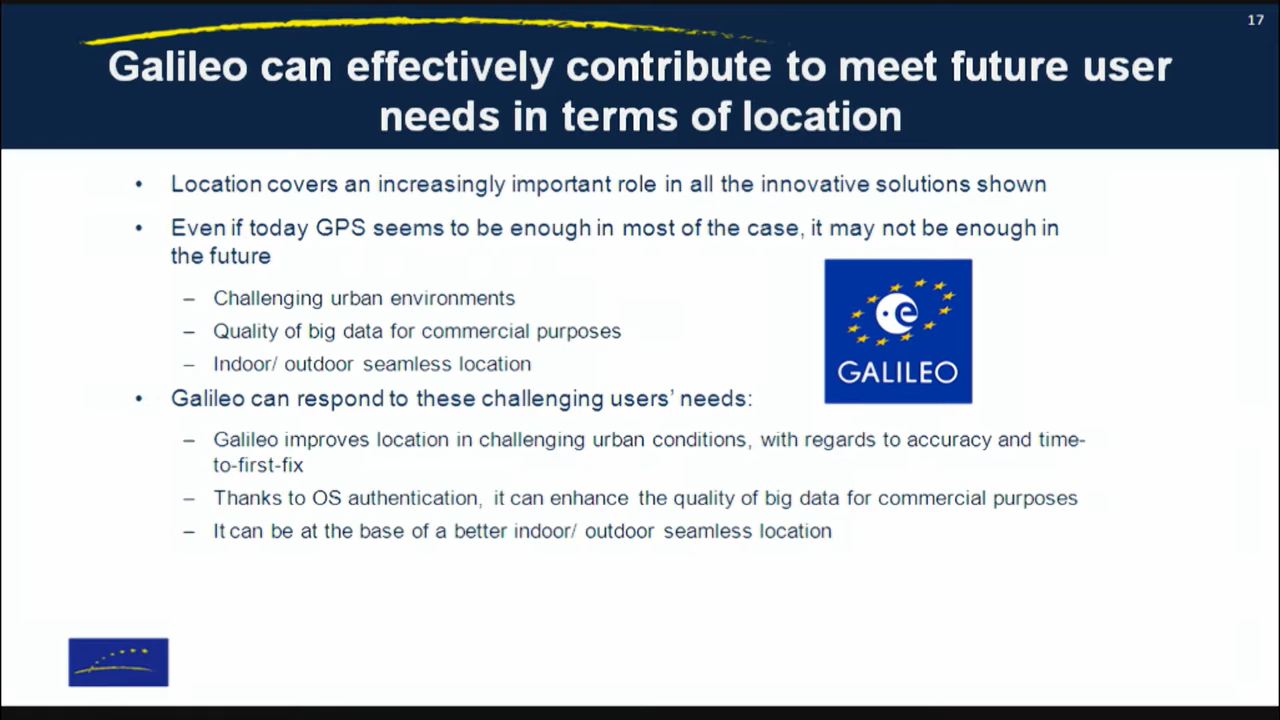 17
Galileo can effectively contribute to meet future user
needs in terms of location
• Location covers an increasingly important role in all the innovative solutions shown
• Even if today GPS seems to be enough in most of the case, it may not be enough in
the future
– Challenging urban environments
– Quality of big data for commercial purposes
– Indoor/ outdoor seamless location
GALILEO
• Galileo can respond to these challenging users’ needs:
– Galileo improves location in challenging urban conditions, with regards to accuracy and time-
to-first-fix
– Thanks to OS authentication, it can enhance the quality of big data for commercial purposes
– It can be at the base of a better indoor/ outdoor seamless location